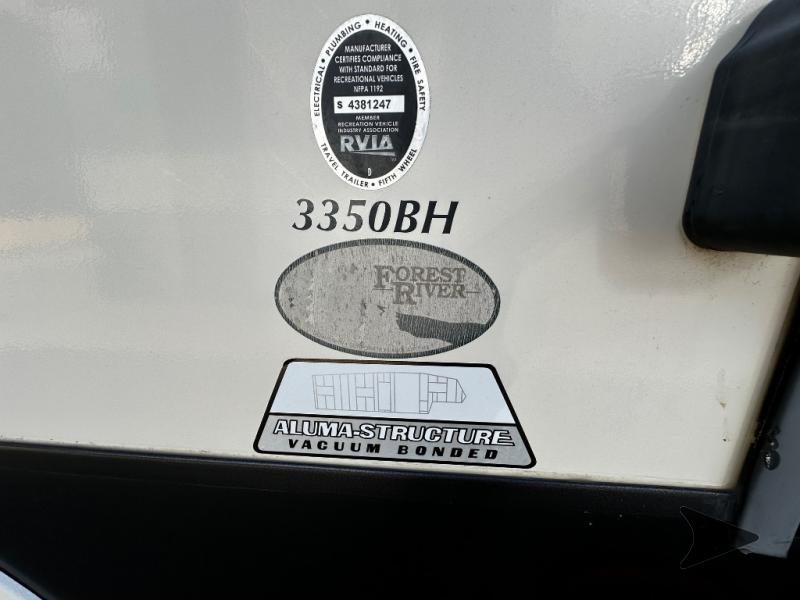 ELECTRICAL • PLUMBING • HEATING • FIRE SAFETY
MANUFACTURER
CERTIFIES COMPLIANCE
WITH STANDARD FOR
RECREATIONAL VEHICLES
NFPA 1192
S 4381247
MEMBER
RECREATION VEHICLE
INDUSTRY ASSOCIATION
RVIA
D
TRAVEL TRAILER • FIFTH WHEEL
3350BH
FOREST
RIVER
ALUMA-STRUCTURE
VACUUM BONDED